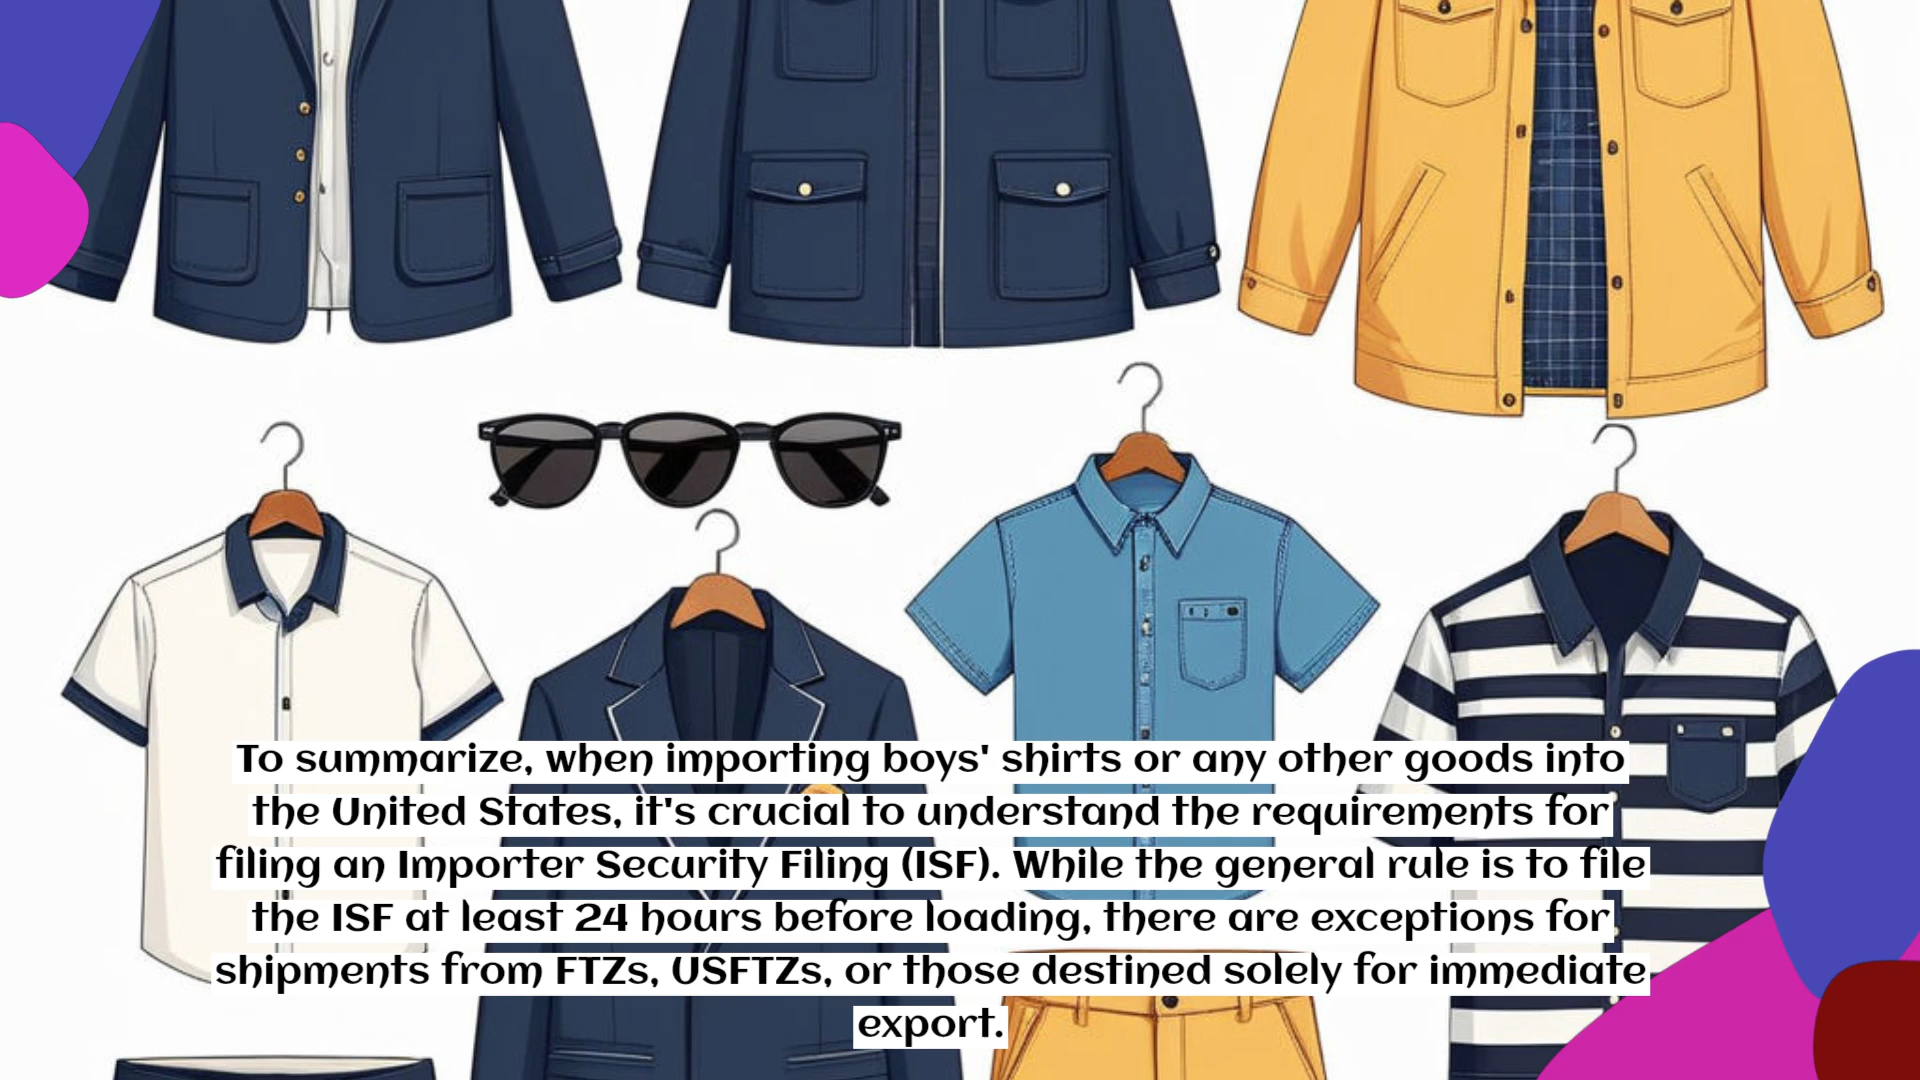 To summarize, when importing boys' shirts or any other goods into
the United States, it's crucial to understand the requirements for
filing an Importer Security Filing (ISF). While the general rule is to file
the ISF at least 24 hours before loading, there are exceptions for
shipments from FTZs, USFTZs, or those destined solely for immediate
export.